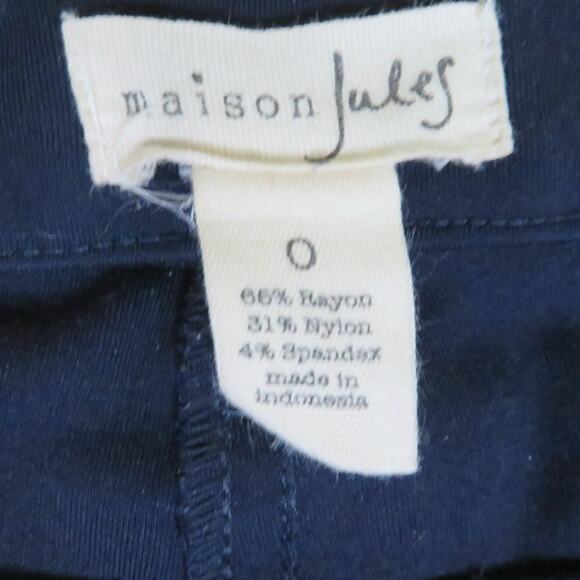 maison Jules
0
65% Rayon
31% Nylon
4% Spandex
made in
indonesia